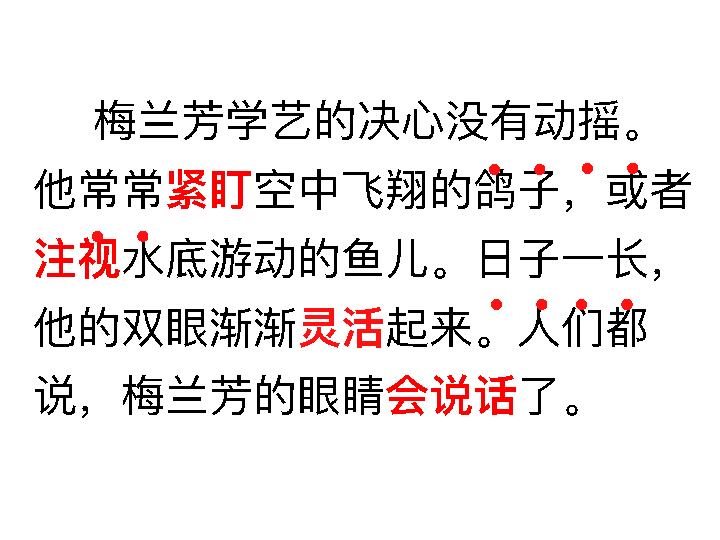 梅兰芳学艺的决心没有动摇。
他常常紧盯空中飞翔的鸽子，或者
注视水底游动的鱼儿。日子一长，
他的双眼渐渐灵活起来。人们都
说，梅兰芳的眼睛会说话了。